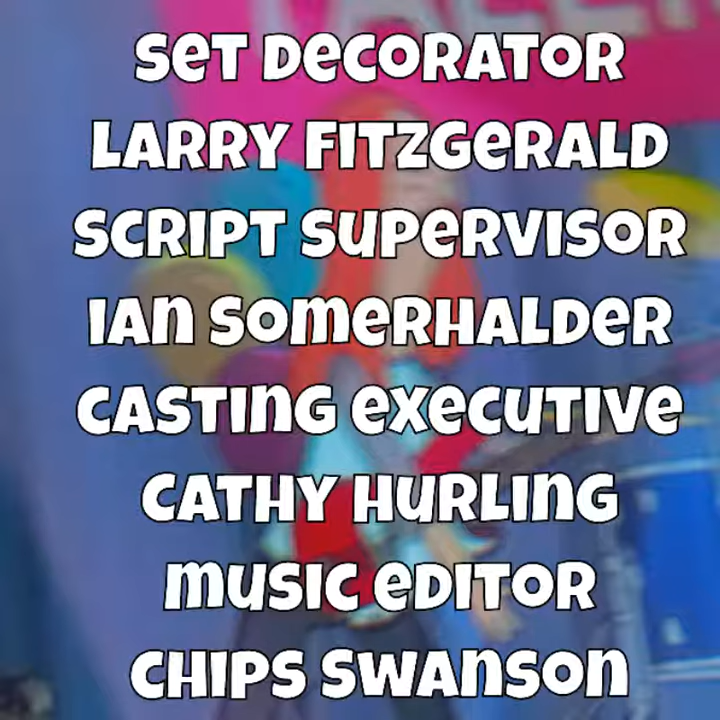 SET DECORATOR
LARRY FITZGERALD
SCRIPT SUPERVISOR
IAN SOMERHALDER
CASTING EXECUTIVE
CATHY HURLING
MUSIC EDITOR
CHIPS SWANSON